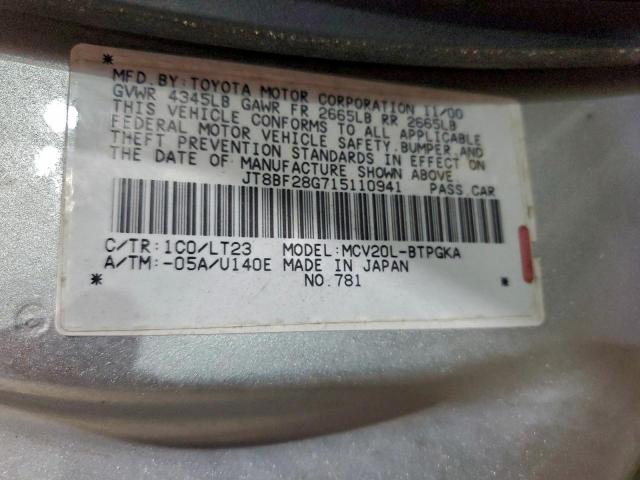 MFD.BY:TOYOTA MOTOR CORPORATION 11/00
GVWR 4345LB GAWR FR 2665LB RR 2665LB
THIS VEHICLE CONFORMS TO ALL APPLICABLE
FEDERAL MOTOR VEHICLE SAFETY,BUMPER,AND
THEFT PREVENTION STANDARDS IN EFFECT ON
THE DATE OF MANUFACTURE SHOWN ABOVE.
JT8BF28G715110941 PASS.CAR
C/TR:1C0/LT23 MODEL:MCV20L-BTPGKA
A/TM:-05A/U140E MADE IN JAPAN
* NO.781 *